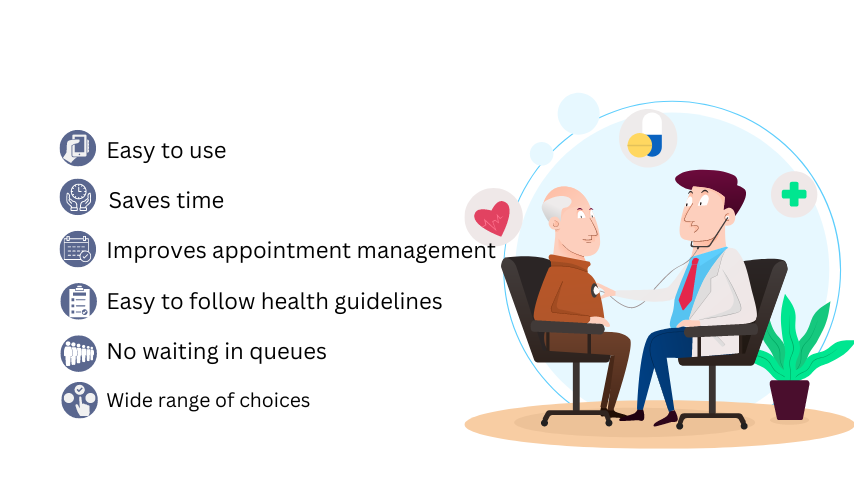 Easy to use
Saves time
Improves appointment management
Easy to follow health guidelines
No waiting in queues
Wide range of choices